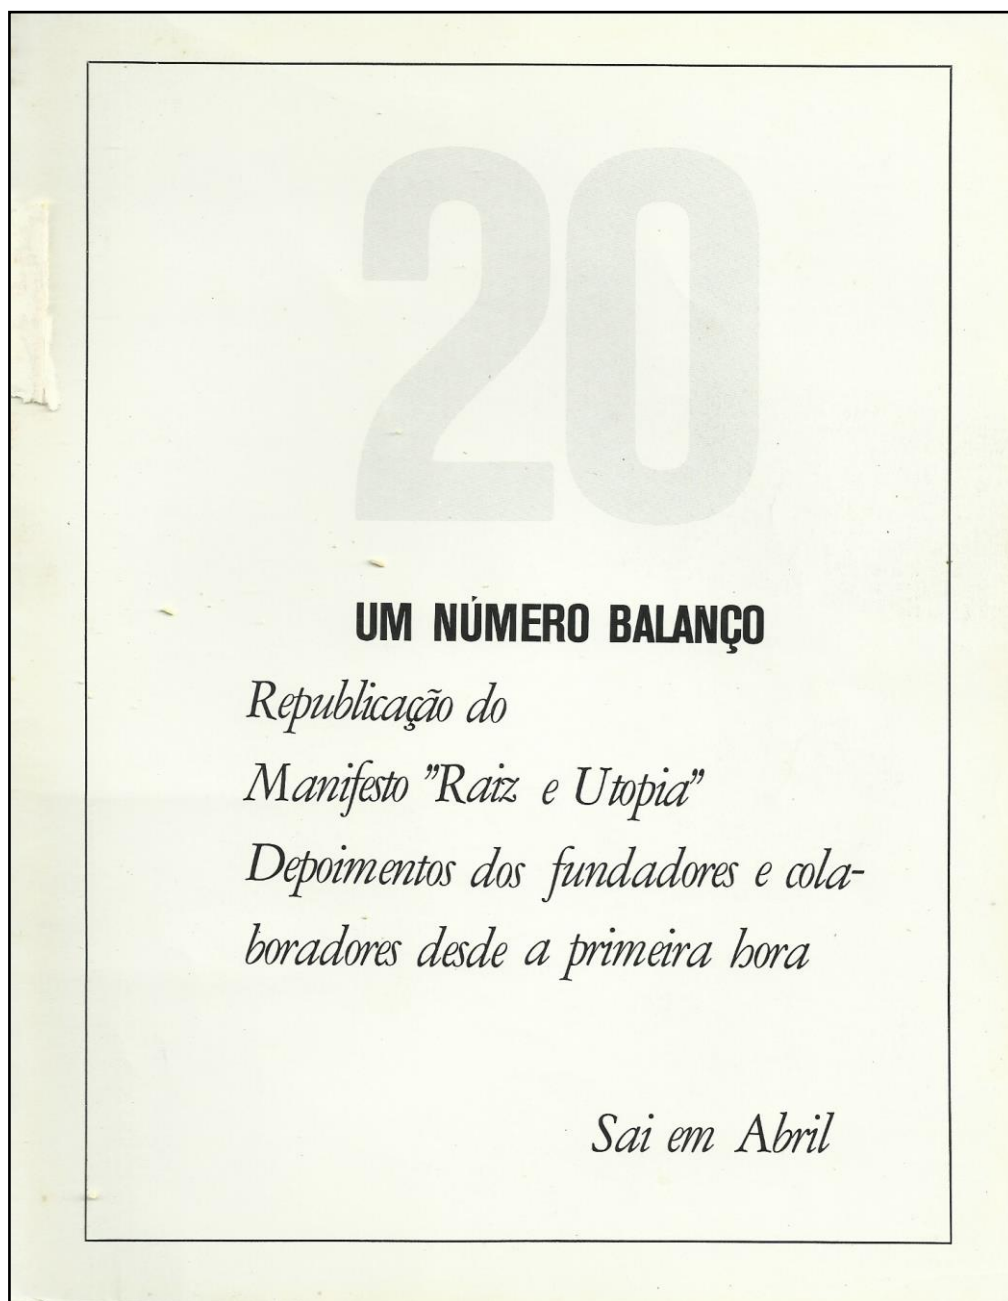 20
UM NÚMERO BALANÇO
Republicação do
Manifesto ”Raiz e Utopia”
Depoimentos dos fundadores e cola-
boradores desde a primeira hora
Sai em Abril